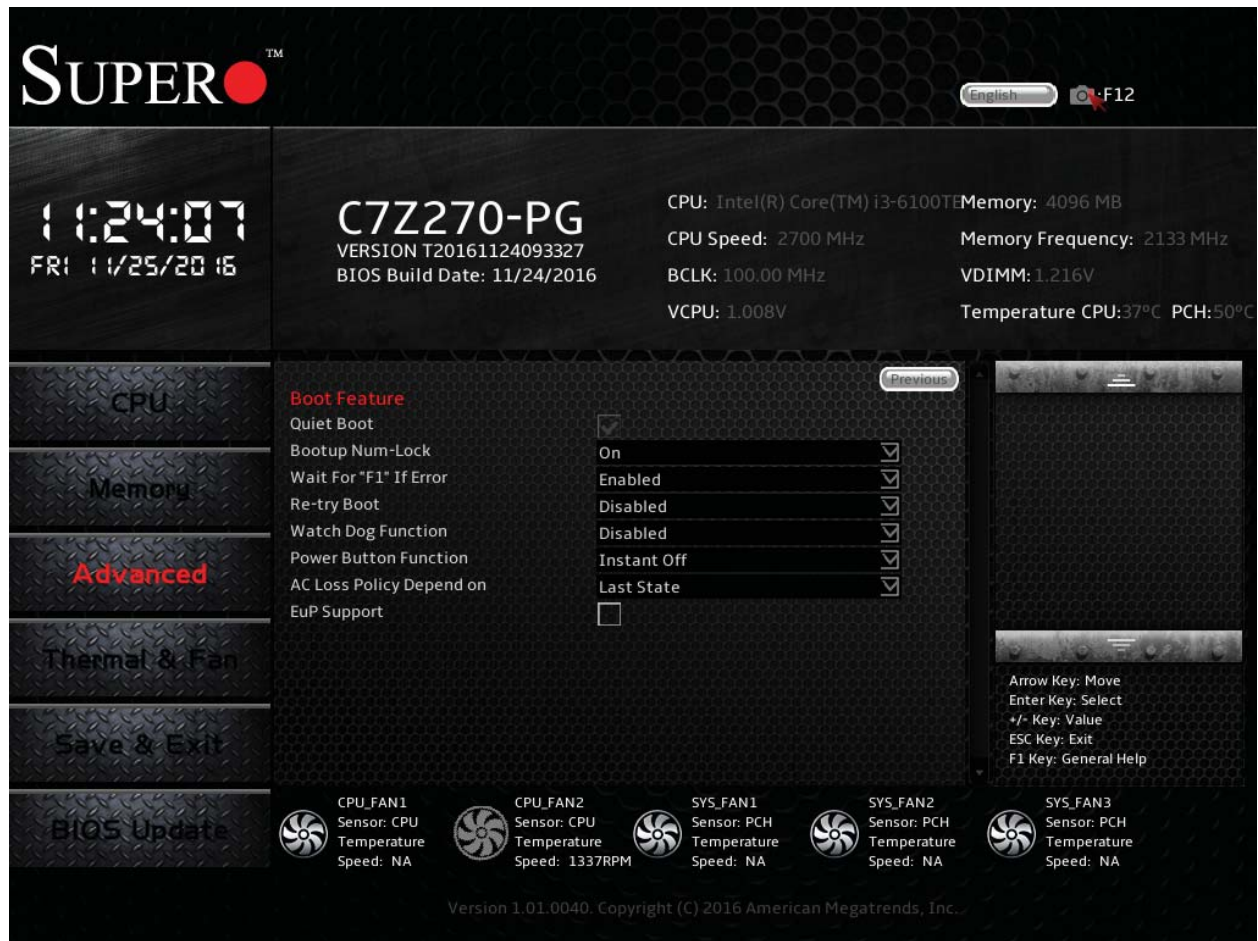 SUPER TM
English :F12
11:24:07
FRI 11/25/2016
C7Z270-PG
VERSION T20161124093327
BIOS Build Date: 11/24/2016
CPU: Intel(R) Core(TM) i3-6100TE
CPU Speed: 2700 MHz
BCLK: 100.00 MHz
VCPU: 1.008V
Memory: 4096 MB
Memory Frequency: 2133 MHz
VDIMM: 1.216V
Temperature CPU:37°C PCH:50°C
CPU
Memory
Advanced
Thermal & Fan
Save & Exit
BIOS Update
Previous
Boot Feature
Quiet Boot
Bootup Num-Lock On
Wait For "F1" If Error Enabled
Re-try Boot Disabled
Watch Dog Function Disabled
Power Button Function Instant Off
AC Loss Policy Depend on Last State
EuP Support
Arrow Key: Move
Enter Key: Select
+/- Key: Value
ESC Key: Exit
F1 Key: General Help
CPU_FAN1
Sensor: CPU
Temperature
Speed: NA
CPU_FAN2
Sensor: CPU
Temperature
Speed: 1337RPM
SYS_FAN1
Sensor: PCH
Temperature
Speed: NA
SYS_FAN2
Sensor: PCH
Temperature
Speed: NA
SYS_FAN3
Sensor: PCH
Temperature
Speed: NA
Version 1.01.0040. Copyright (C) 2016 American Megatrends, Inc.